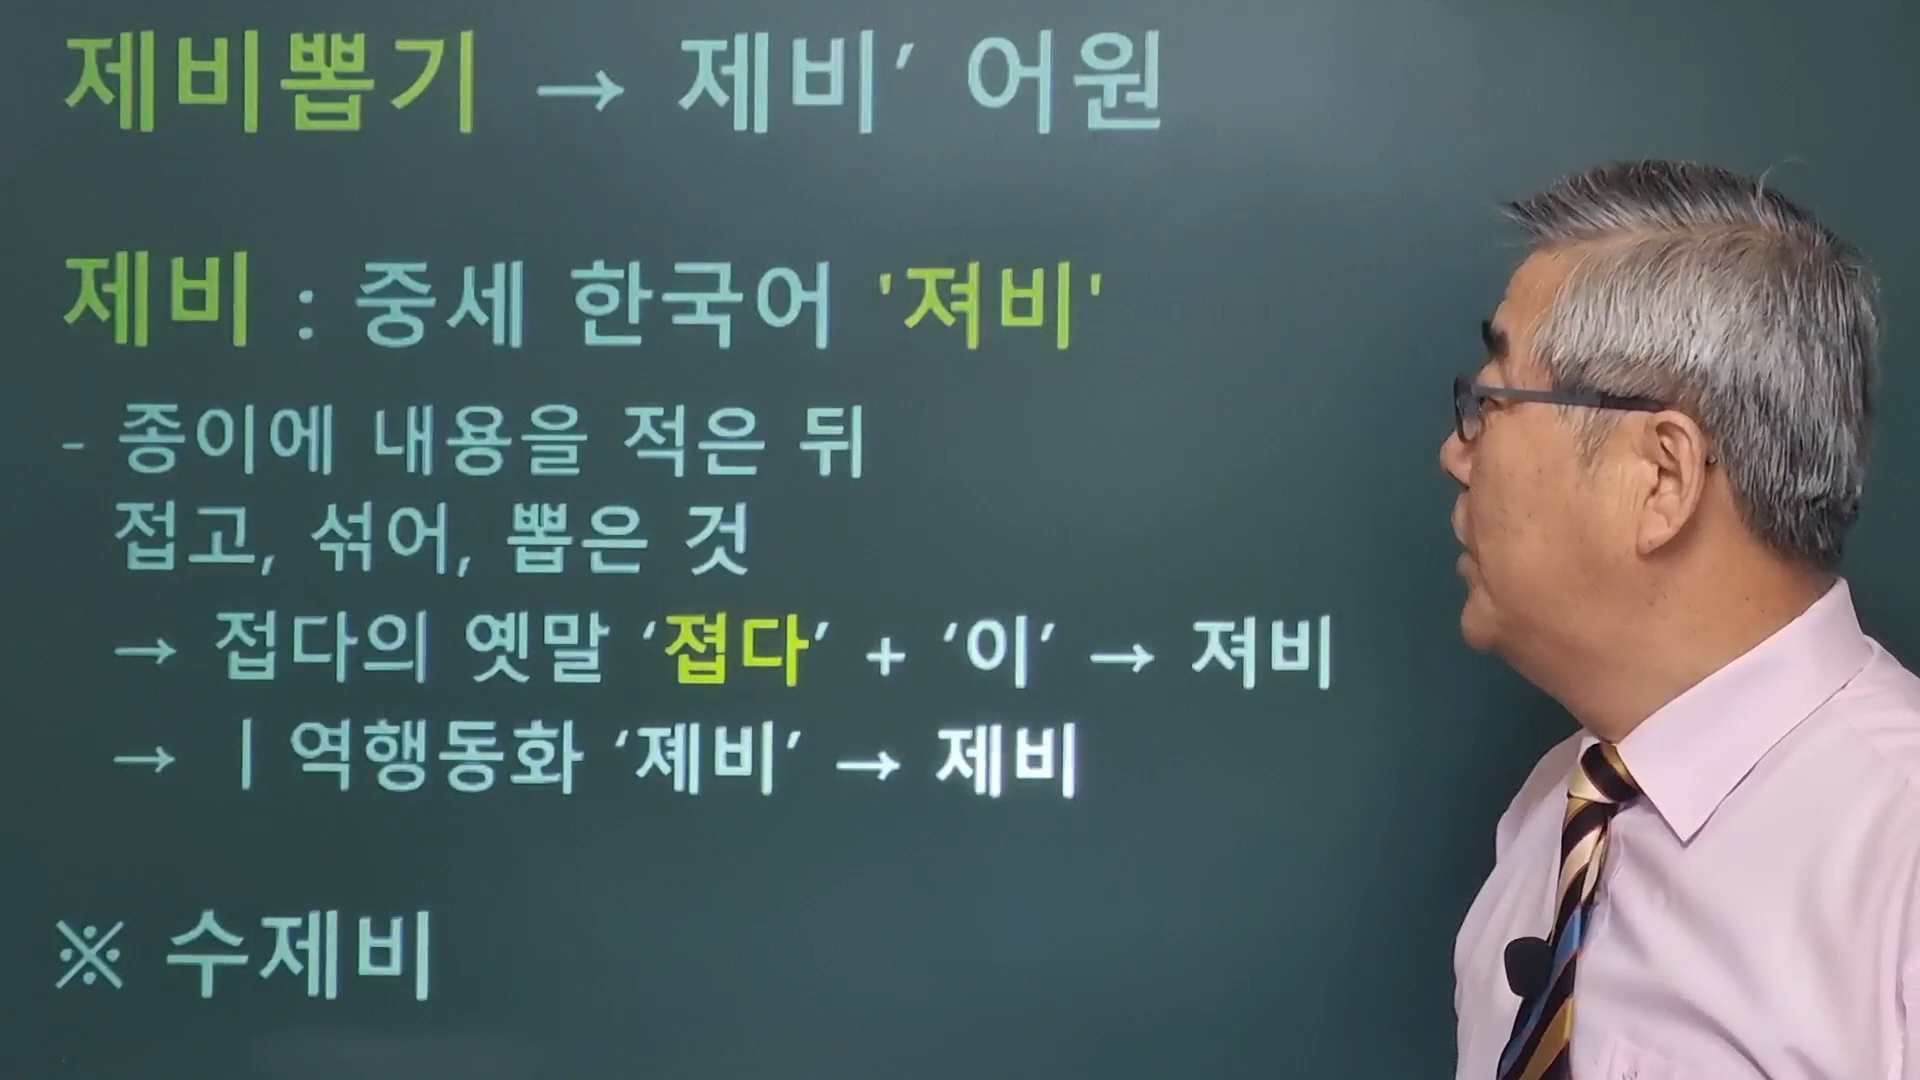 제비뽑기 → 제비’ 어원
제비 : 중세 한국어 '져비'
- 종이에 내용을 적은 뒤
접고, 섞어, 뽑은 것
→ 접다의 옛말 ‘졉다’ + ‘이’ → 져비
→ ㅣ역행동화 ‘졔비’ → 제비
※ 수제비